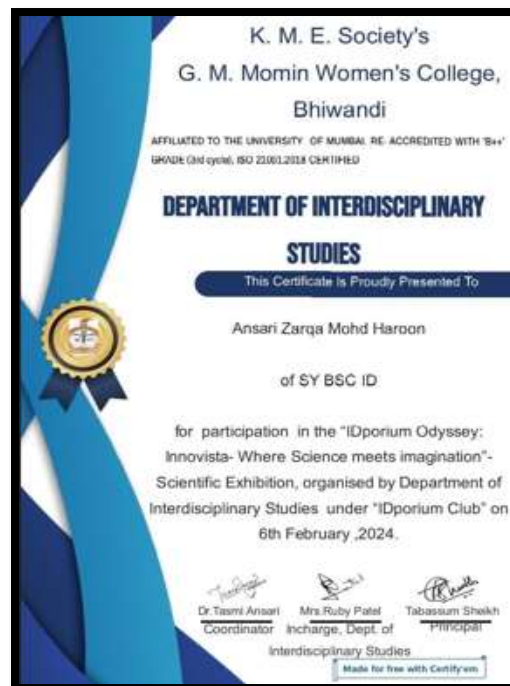 K. M. E. Society's
G. M. Momin Women's College,
Bhiwandi
AFFILIATED TO THE UNIVERSITY OF MUMBAI, RE- ACCREDITED WITH 'B++'
GRADE (3rd cycle), ISO 21001:2018 CERTIFIED
DEPARTMENT OF INTERDISCIPLINARY
STUDIES
This Certificate Is Proudly Presented To
Ansari Zarqa Mohd Haroon
of SY BSC ID
for participation in the "IDporium Odyssey:
Innovista- Where Science meets imagination"-
Scientific Exhibition, organised by Department of
Interdisciplinary Studies under "IDporium Club" on
6th February ,2024.
Dr.Tasmi Ansari Mrs.Ruby Patel Tabassum Sheikh
Coordinator Incharge, Dept. of Principal
Interdisciplinary Studies
Made for free with Certify'em